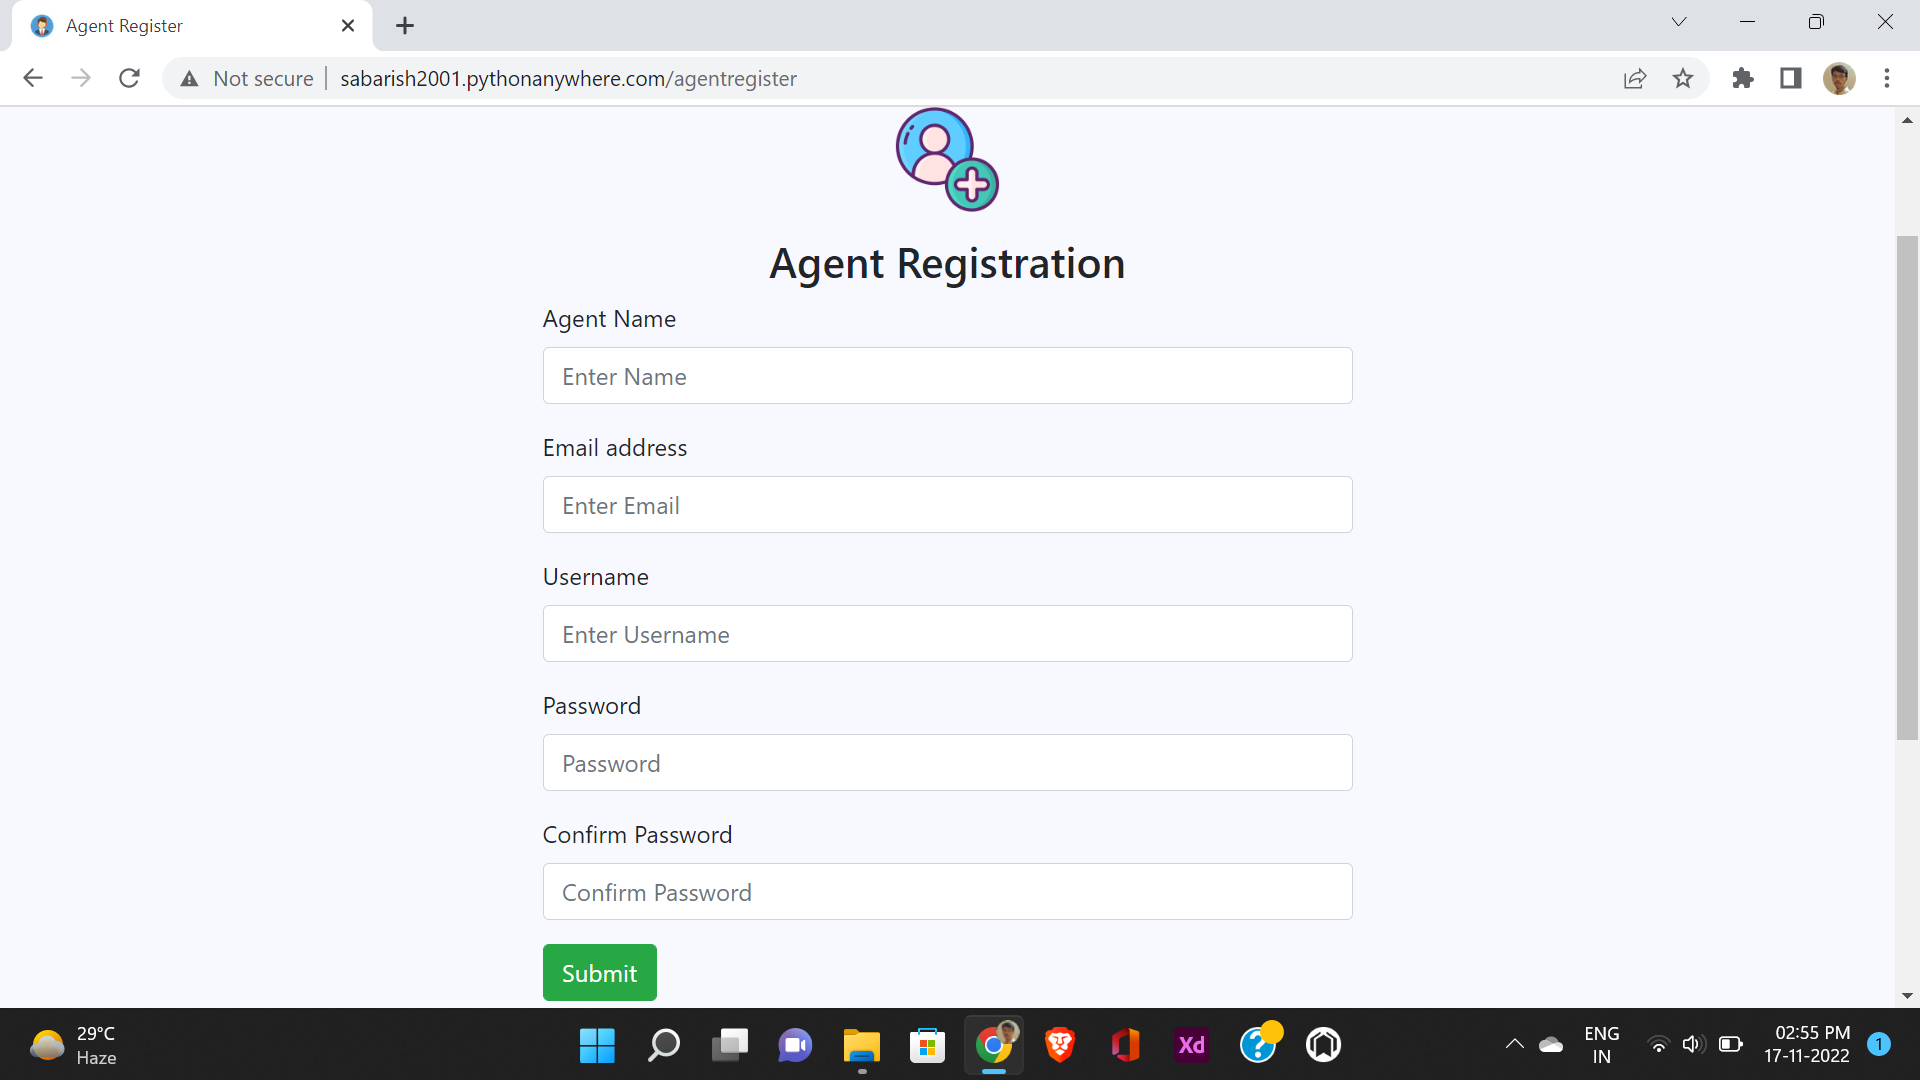 Agent Register
Not secure
sabarish2001.pythonanywhere.com/agentregister
Agent Registration
Agent Name
Enter Name
Email address
Enter Email
Username
Enter Username
Password
Password
Confirm Password
Confirm Password
Submit
29°C
Haze
Xd
ENG
IN
02:55 PM
17-11-2022
1